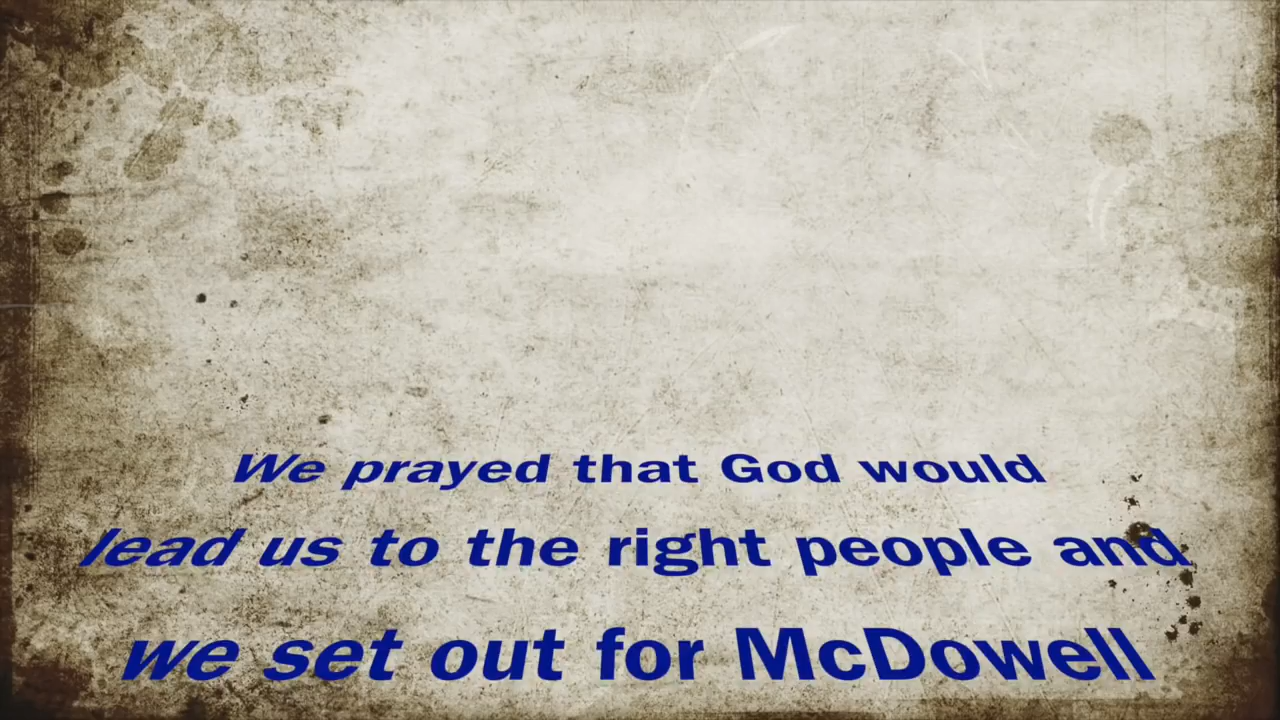 We prayed that God would
lead us to the right people and
we set out for McDowell